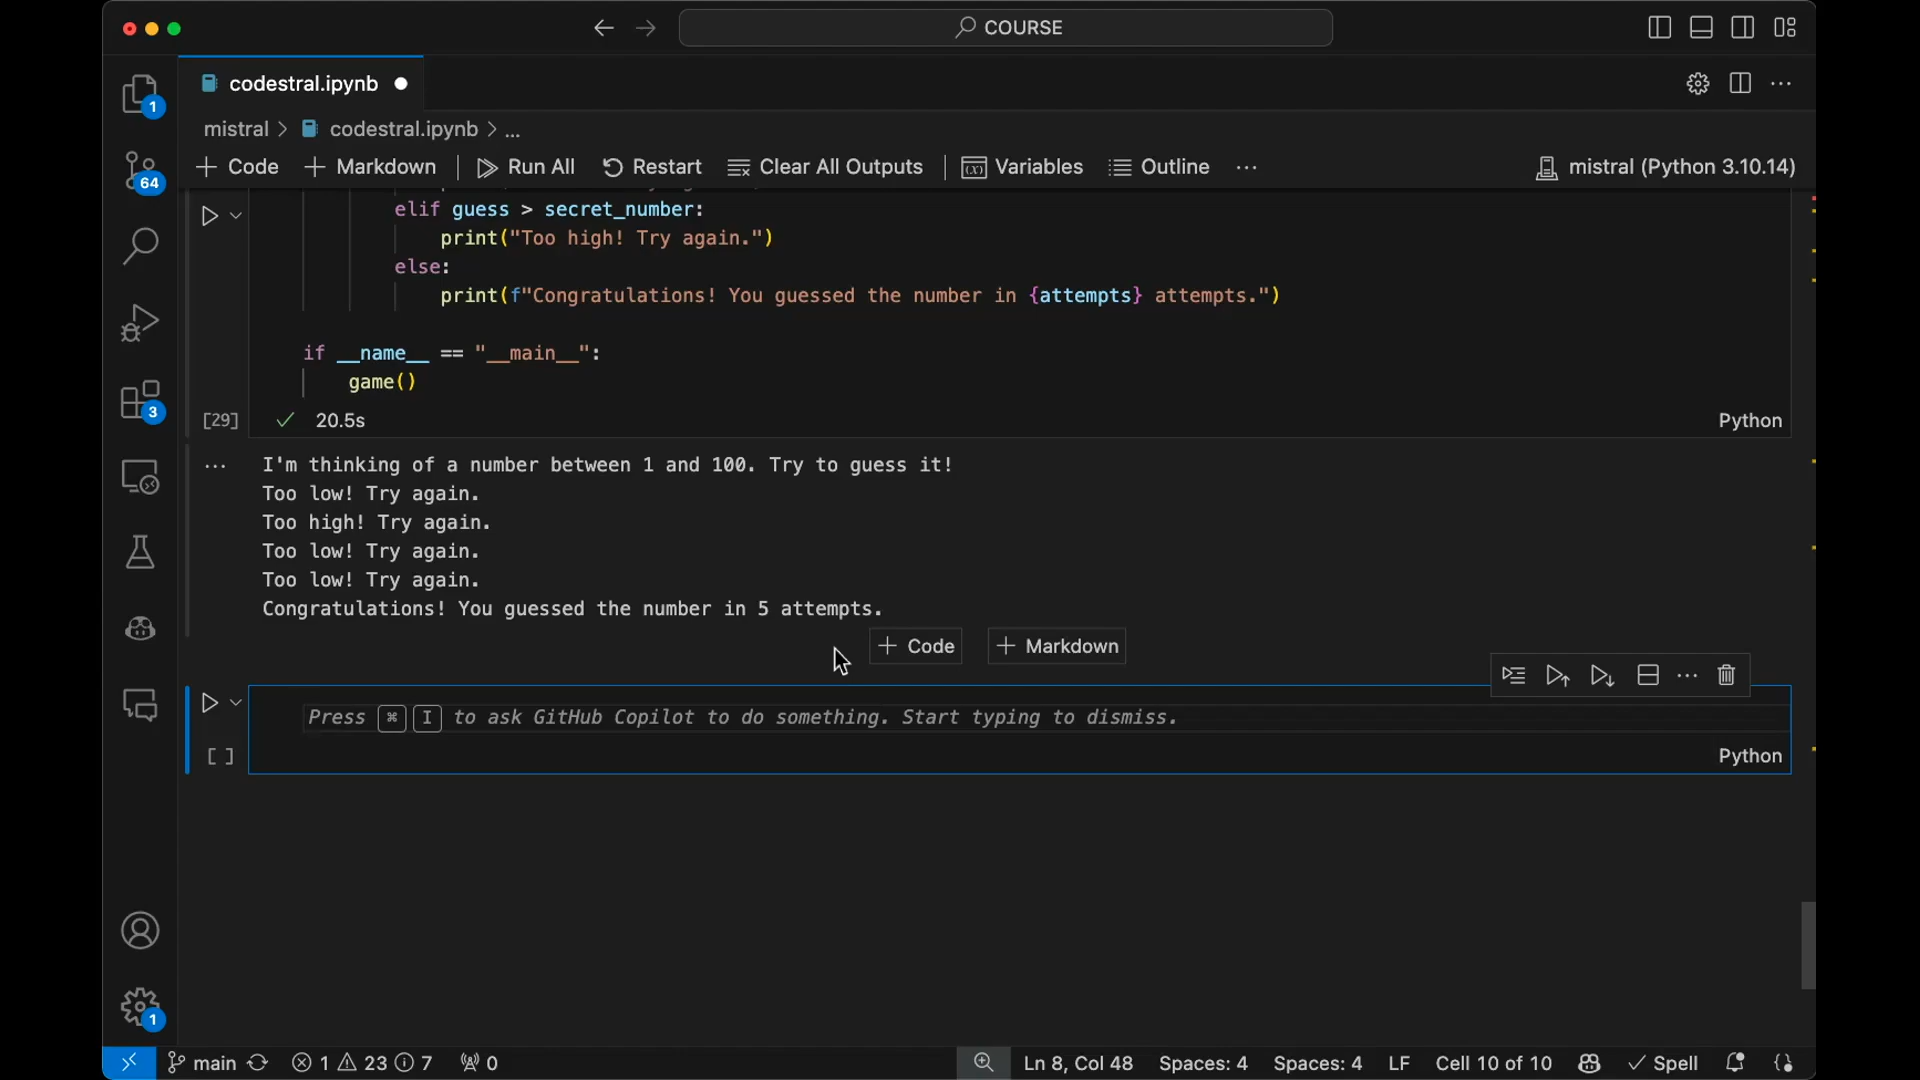 COURSE
codestral.ipynb
mistral > codestral.ipynb > ...
+ Code + Markdown Run All Restart Clear All Outputs Variables Outline ... mistral (Python 3.10.14)
elif guess > secret_number:
print("Too high! Try again.")
else:
print(f"Congratulations! You guessed the number in {attempts} attempts.")
if __name__ == "__main__":
game()
[29] ✓ 20.5s Python
I'm thinking of a number between 1 and 100. Try to guess it!
Too low! Try again.
Too high! Try again.
Too low! Try again.
Too low! Try again.
Congratulations! You guessed the number in 5 attempts.
+ Code + Markdown
Press ⌘ I to ask GitHub Copilot to do something. Start typing to dismiss.
[ ] Python
1
64
3
1
main 1 23 7 0 Ln 8, Col 48 Spaces: 4 Spaces: 4 LF Cell 10 of 10 ✓ Spell {}